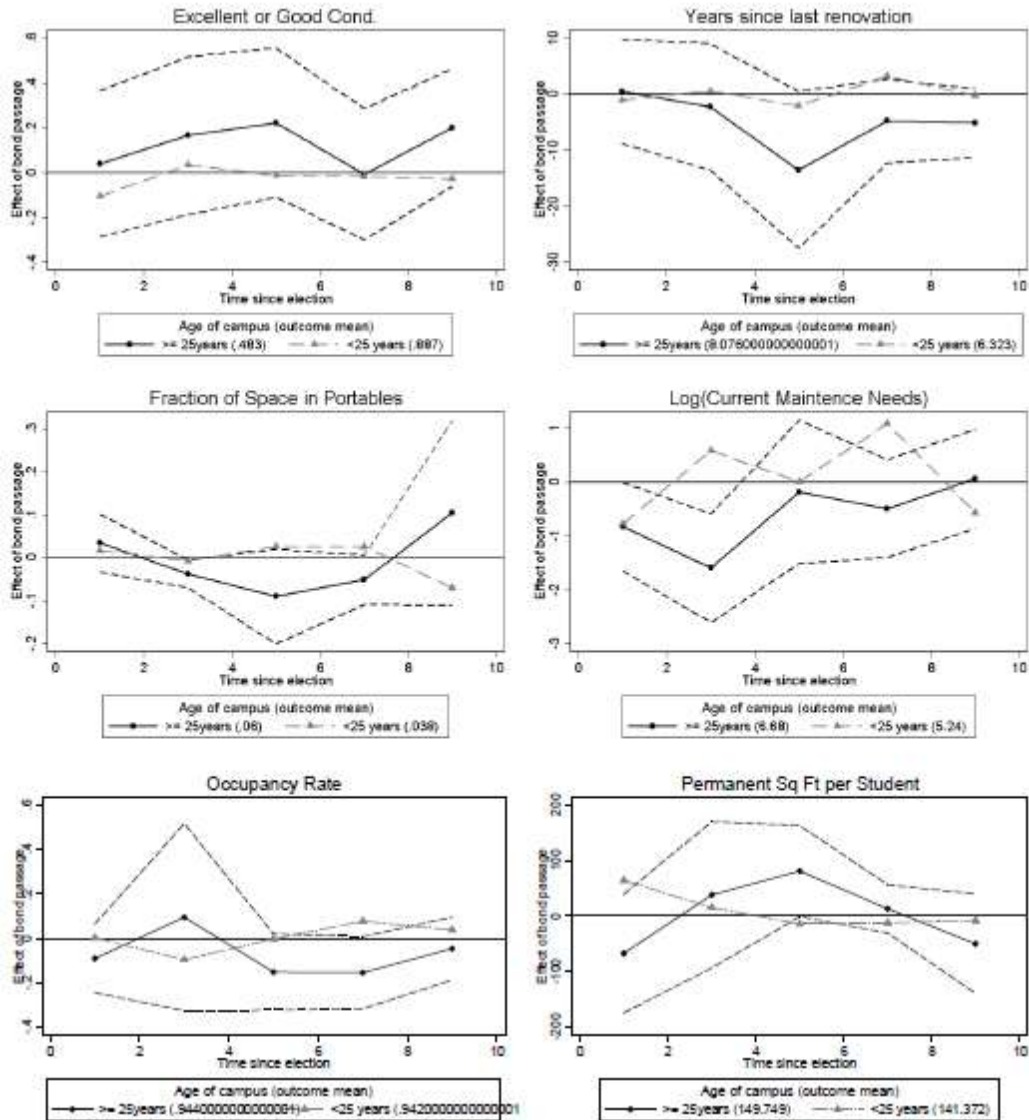 Excellent or Good Cond.
Effect of bond passage
.6
.4
.2
0
-.2
-.4
0 2 4 6 8 10
Time since election
Age of campus (outcome mean)
>= 25years (.483) <25 years (.887)
Years since last renovation
Effect of bond passage
10
0
-10
-20
-30
0 2 4 6 8 10
Time since election
Age of campus (outcome mean)
>= 25years (8.076000000000001) <25 years (6.323)
Fraction of Space in Portables
Effect of bond passage
.3
.2
.1
0
-.1
-.2
0 2 4 6 8 10
Time since election
Age of campus (outcome mean)
>= 25years (.06) <25 years (.038)
Log(Current Maintence Needs)
Effect of bond passage
1
0
-1
-2
-3
0 2 4 6 8 10
Time since election
Age of campus (outcome mean)
>= 25years (6.68) <25 years (5.24)
Occupancy Rate
Effect of bond passage
.6
.4
.2
0
-.2
-.4
0 2 4 6 8 10
Time since election
Age of campus (outcome mean)
>= 25years (.9440000000000001) <25 years (.9420000000000001
Permanent Sq Ft per Student
Effect of bond passage
200
100
0
-100
-200
0 2 4 6 8 10
Time since election
Age of campus (outcome mean)
>= 25years (149.749) <25 years (141.372)